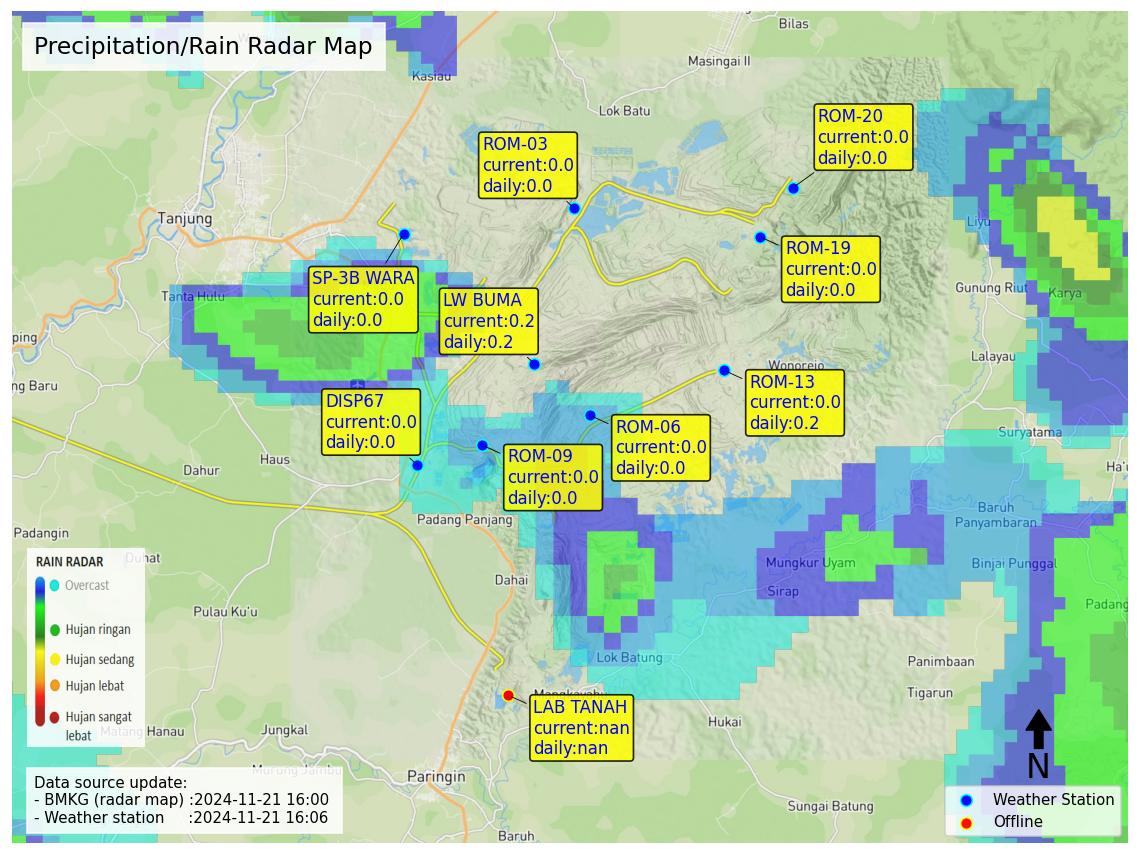 Precipitation/Rain Radar Map
Bilas
Masingai II
Kasiau
Lok Batu
ROM-20
current:0.0
daily:0.0
ROM-03
current:0.0
daily:0.0
Tanjung
Liyu
ROM-19
current:0.0
daily:0.0
SP-3B WARA
current:0.0
daily:0.0
Tanta Hulu
LW BUMA
current:0.2
daily:0.2
Gunung Riut
Karya
ping
Lalayau
Wonorejo
ng Baru
ROM-13
current:0.0
daily:0.2
DISP67
current:0.0
daily:0.0
ROM-06
current:0.0
daily:0.0
Suryatama
ROM-09
current:0.0
daily:0.0
Haus
Dahur
Ha'u
Baruh
Panyambaran
Padang Panjang
Padangin
Duhat
Mungkur Uyam
Binjai Punggal
RAIN RADAR
Overcast
Hujan ringan
Hujan sedang
Hujan lebat
Hujan sangat
lebat
Dahai
Sirap
Padang
Pulau Ku'u
Lok Batung
Panimbaan
Tigarun
Mangkayahu
LAB TANAH
current:nan
daily:nan
Hukai
Matang Hanau
Jungkal
Murung Jambu
Paringin
N
Data source update:
- BMKG (radar map) :2024-11-21 16:00
- Weather station :2024-11-21 16:06
Sungai Batung
Baruh
Weather Station
Offline